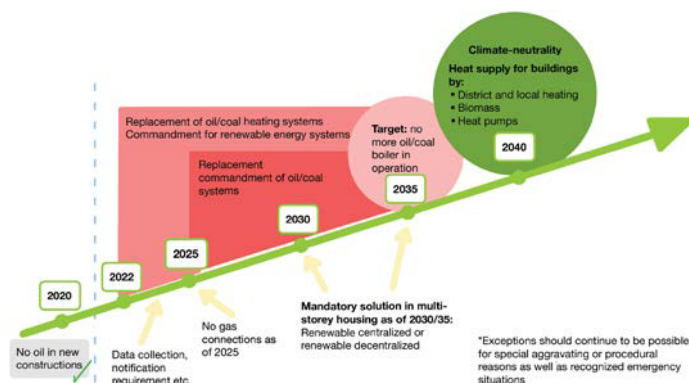 Climate-neutrality
Heat supply for buildings
by:
▪ District and local heating
▪ Biomass
▪ Heat pumps
Replacement of oil/coal heating systems
Commandment for renewable energy systems
Target: no
more oil/coal
boiler in
operation
Replacement
commandment of oil/coal
systems
2040
2035
2030
2025
2022
2020
No oil in new
constructions
Data collection,
notification
requirement etc.
No gas
connections as
of 2025
Mandatory solution in multi-
storey housing as of 2030/35:
Renewable centralized or
renewable decentralized
*Exceptions should continue to be possible
for special aggravating or procedural
reasons as well as recognized emergency
situations